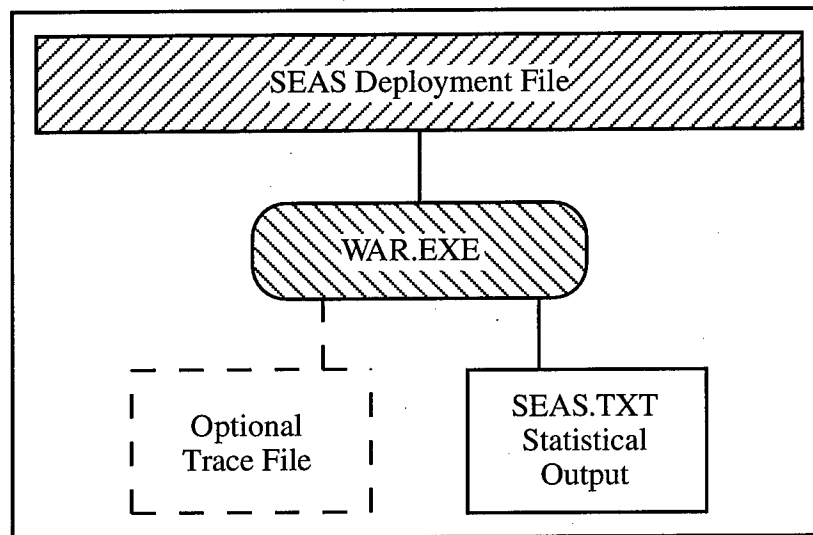 SEAS Deployment File
WAR.EXE
Optional
Trace File
SEAS.TXT
Statistical
Output